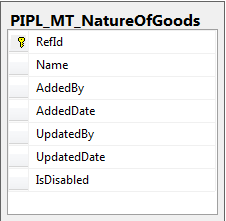 PIPL_MT_NatureOfGoods
RefId
Name
AddedBy
AddedDate
UpdatedBy
UpdatedDate
IsDisabled